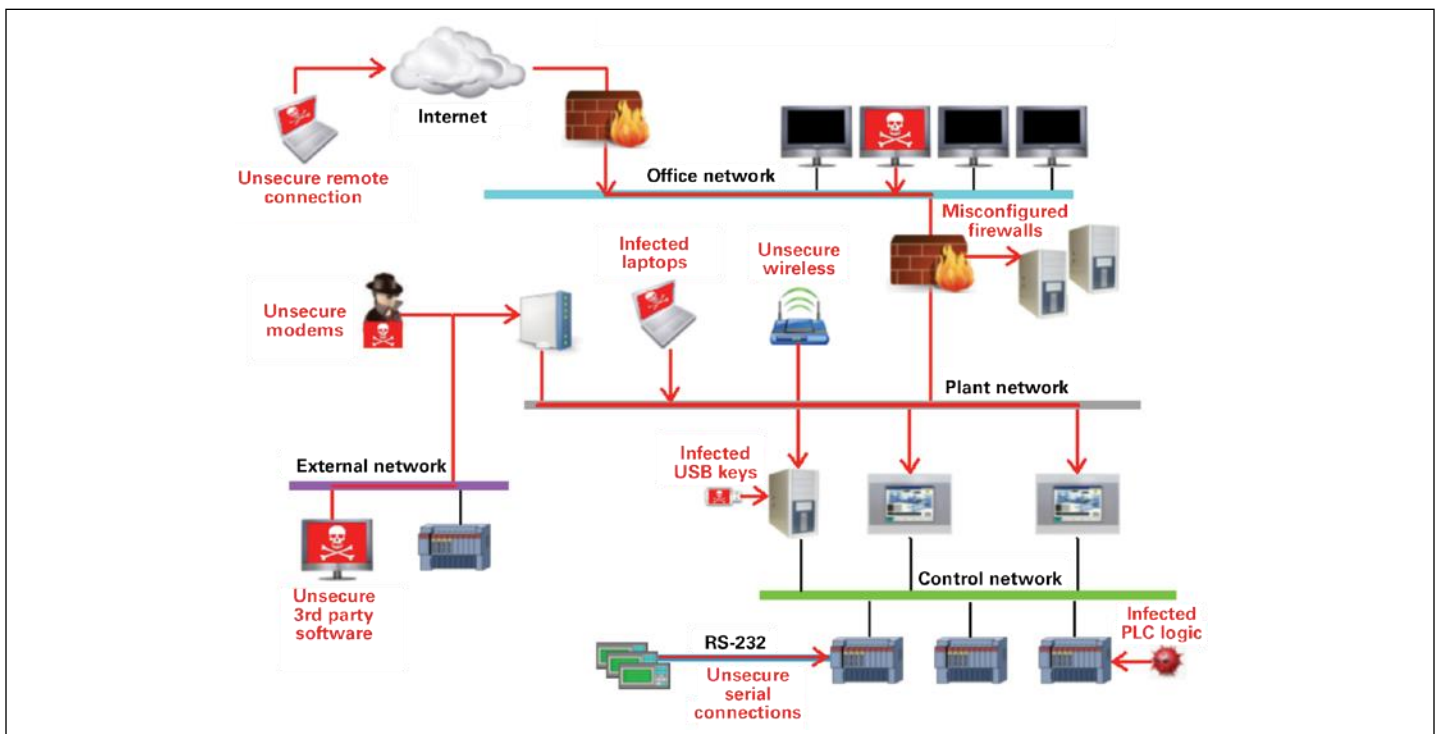 Internet
Unsecure remote
connection
Office network
Misconfigured
firewalls
Infected
laptops
Unsecure
wireless
Unsecure
modems
Plant network
External network
Infected
USB keys
Unsecure
3rd party
software
Control network
Infected
PLC logic
RS-232
Unsecure
serial
connections